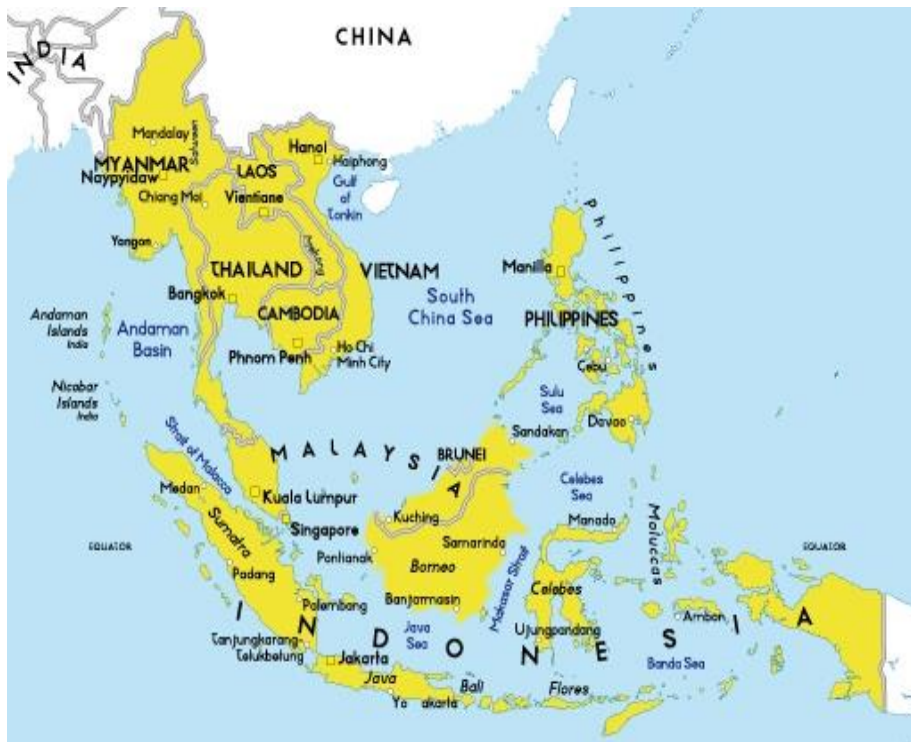 CHINA
INDIA
Mandalay
Salween
MYANMAR
Naypyidaw
Chiang Mai
Yangon
Hanoi
Haiphong
LAOS
Vientiane
Gulf
of
Tonkin
Mekong
THAILAND
Bangkok
VIETNAM
CAMBODIA
Phnom Penh
Ho Chi
Minh City
South
China Sea
Philippines
Manilla
PHILIPPINES
Cebu
Sulu
Sea
Davao
Sandakan
Andaman
Islands
India
Andaman
Basin
Nicobar
Islands
India
Strait of Malacca
MALAYSIA
BRUNEI
Medan
Kuala Lumpur
Singapore
Kuching
Celebes
Sea
Manado
Moluccas
EQUATOR
EQUATOR
Sumatra
Padang
Pontianak
Borneo
Samarinda
Makasar Strait
Celebes
Palembang
Banjarmasin
Ambon
INDONESIA
Java
Sea
Ujungpandang
Banda Sea
Tanjungkarang
Telukbetung
Jakarta
Java
Bali
Flores
Yo akarta